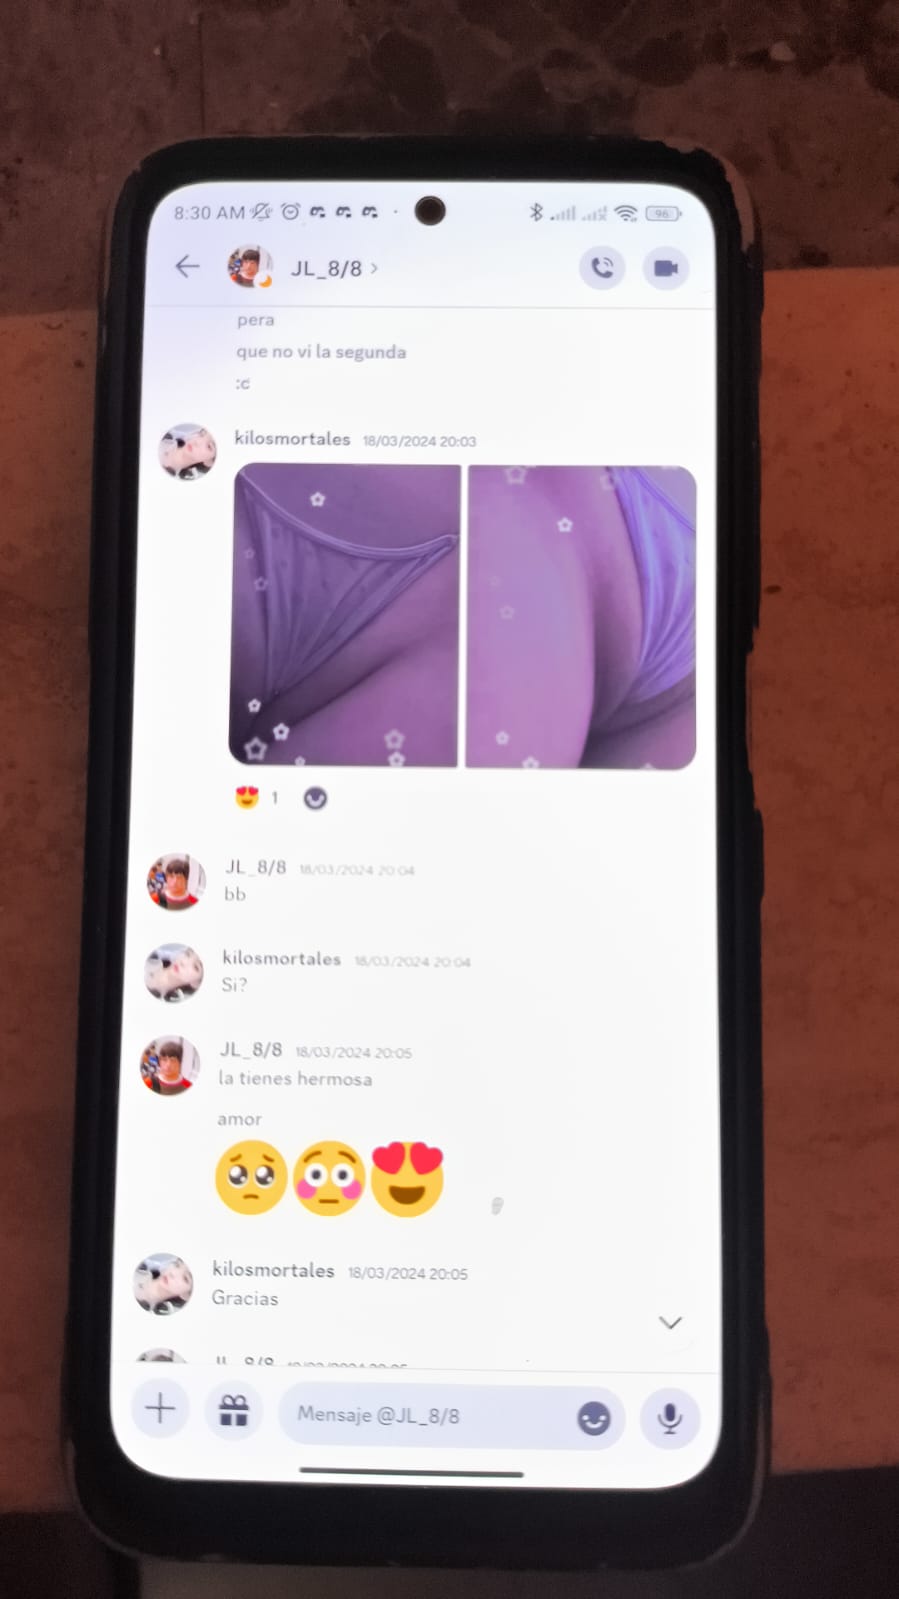 8:30 AM
96
JL_8/8
pera
que no vi la segunda
:c
kilosmortales 18/03/2024 20:03
1
JL_8/8 18/03/2024 20:04
bb
kilosmortales 18/03/2024 20:04
Si?
JL_8/8 18/03/2024 20:05
la tienes hermosa
amor
kilosmortales 18/03/2024 20:05
Gracias
Mensaje @JL_8/8